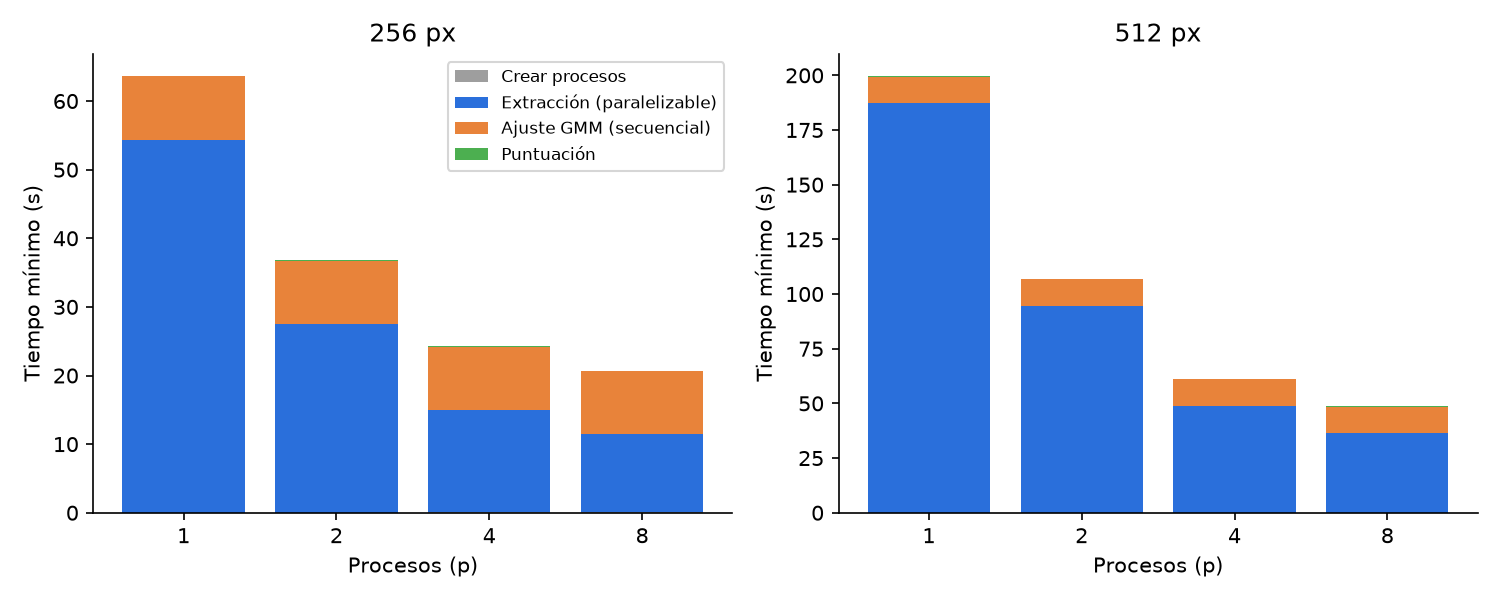 256 px
Crear procesos
Extracción (paralelizable)
Ajuste GMM (secuencial)
Puntuación
Tiempo mínimo (s)
60
50
40
30
20
10
0
1 2 4 8
Procesos (p)
512 px
Tiempo mínimo (s)
200
175
150
125
100
75
50
25
0
1 2 4 8
Procesos (p)